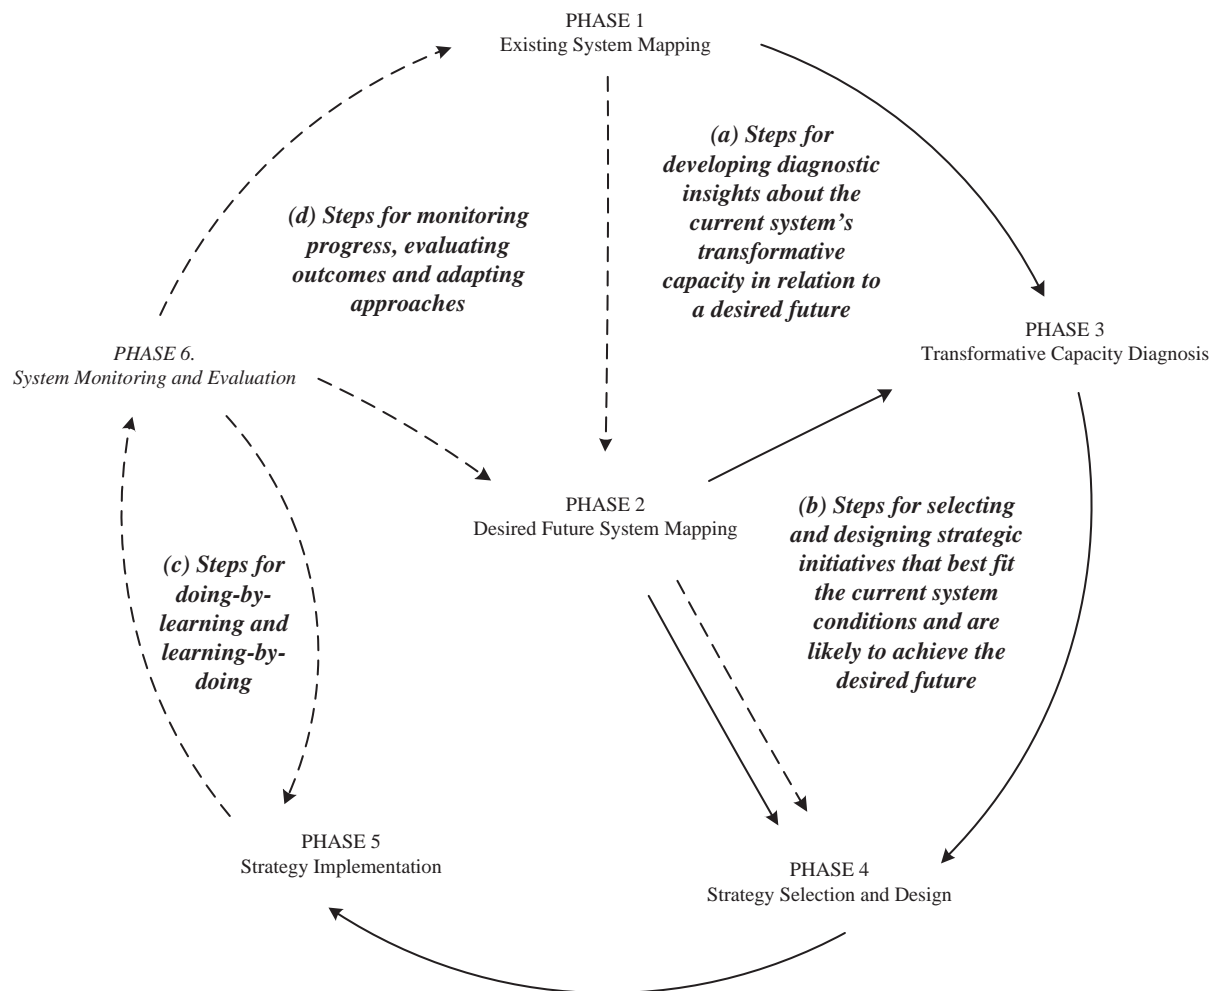 PHASE 1
Existing System Mapping
(a) Steps for
developing diagnostic
insights about the
current system’s
transformative
capacity in relation to
a desired future
(d) Steps for monitoring
progress, evaluating
outcomes and adapting
approaches
PHASE 3
Transformative Capacity Diagnosis
PHASE 6.
System Monitoring and Evaluation
PHASE 2
Desired Future System Mapping
(b) Steps for selecting
and designing strategic
initiatives that best fit
the current system
conditions and are
likely to achieve the
desired future
(c) Steps for
doing-by-
learning and
learning-by-
doing
PHASE 5
Strategy Implementation
PHASE 4
Strategy Selection and Design